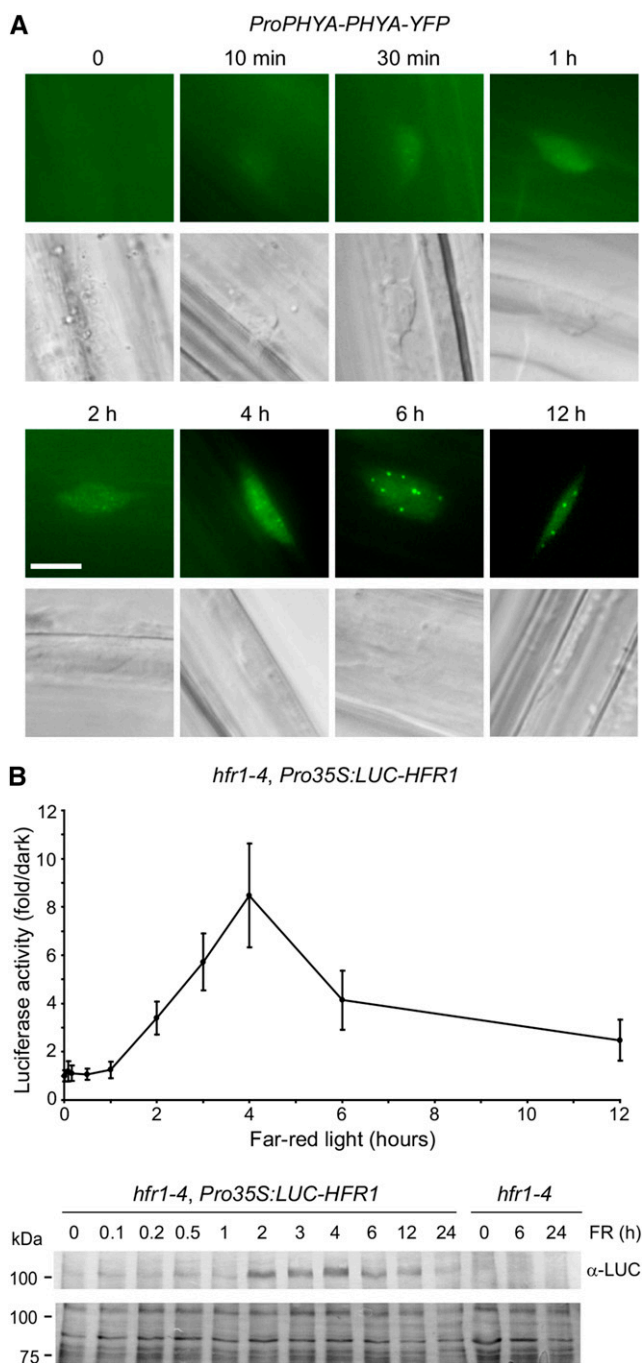 A
ProPHYA-PHYA-YFP
0 10 min 30 min 1 h
2 h 4 h 6 h 12 h
B
hfr1-4, Pro35S:LUC-HFR1
12
10
8
6
4
2
0
Luciferase activity (fold/dark)
0 2 4 6 8 10 12
Far-red light (hours)
hfr1-4, Pro35S:LUC-HFR1 hfr1-4
kDa 0 0.1 0.2 0.5 1 2 3 4 6 12 24 0 6 24 FR (h)
100 α-LUC
100
75